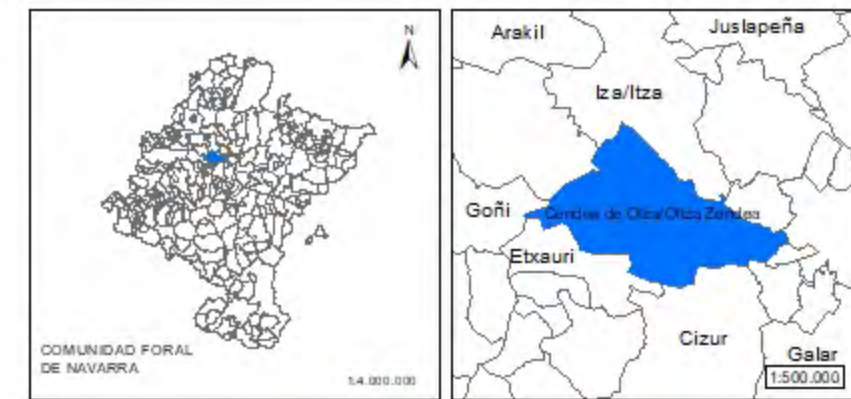 N
COMUNIDAD FORAL
DE NAVARRA
1:4.000.000
Arakil
Juslapeña
Iza/Itza
Goñi
Cendea de Olza/Oltza Zendea
Etxauri
Cizur
Galar
1:500.000